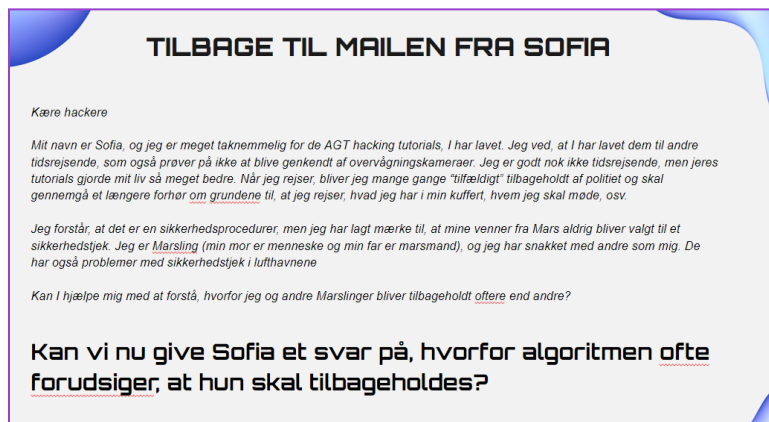 TILBAGE TIL MAILEN FRA SOFIA
Kære hackere
Mit navn er Sofia, og jeg er meget taknemmelig for de AGT hacking tutorials, I har lavet. Jeg ved, at I har lavet dem til andre
tidsrejsende, som også prøver på ikke at blive genkendt af overvågningskameraer. Jeg er godt nok ikke tidsrejsende, men jeres
tutorials gjorde mit liv så meget bedre. Når jeg rejser, bliver jeg mange gange "tilfældigt" tilbageholdt af politiet og skal
gennemgå et længere forhør om grundene til, at jeg rejser, hvad jeg har i min kuffert, hvem jeg skal møde, osv.
Jeg forstår, at det er en sikkerhedsprocedurer, men jeg har lagt mærke til, at mine venner fra Mars aldrig bliver valgt til et
sikkerhedstjek. Jeg er Marsling (min mor er menneske og min far er marsmand), og jeg har snakket med andre som mig. De
har også problemer med sikkerhedstjek i lufthavnene
Kan I hjælpe mig med at forstå, hvorfor jeg og andre Marslinger bliver tilbageholdt oftere end andre?
Kan vi nu give Sofia et svar på, hvorfor algoritmen ofte
forudsiger, at hun skal tilbageholdes?